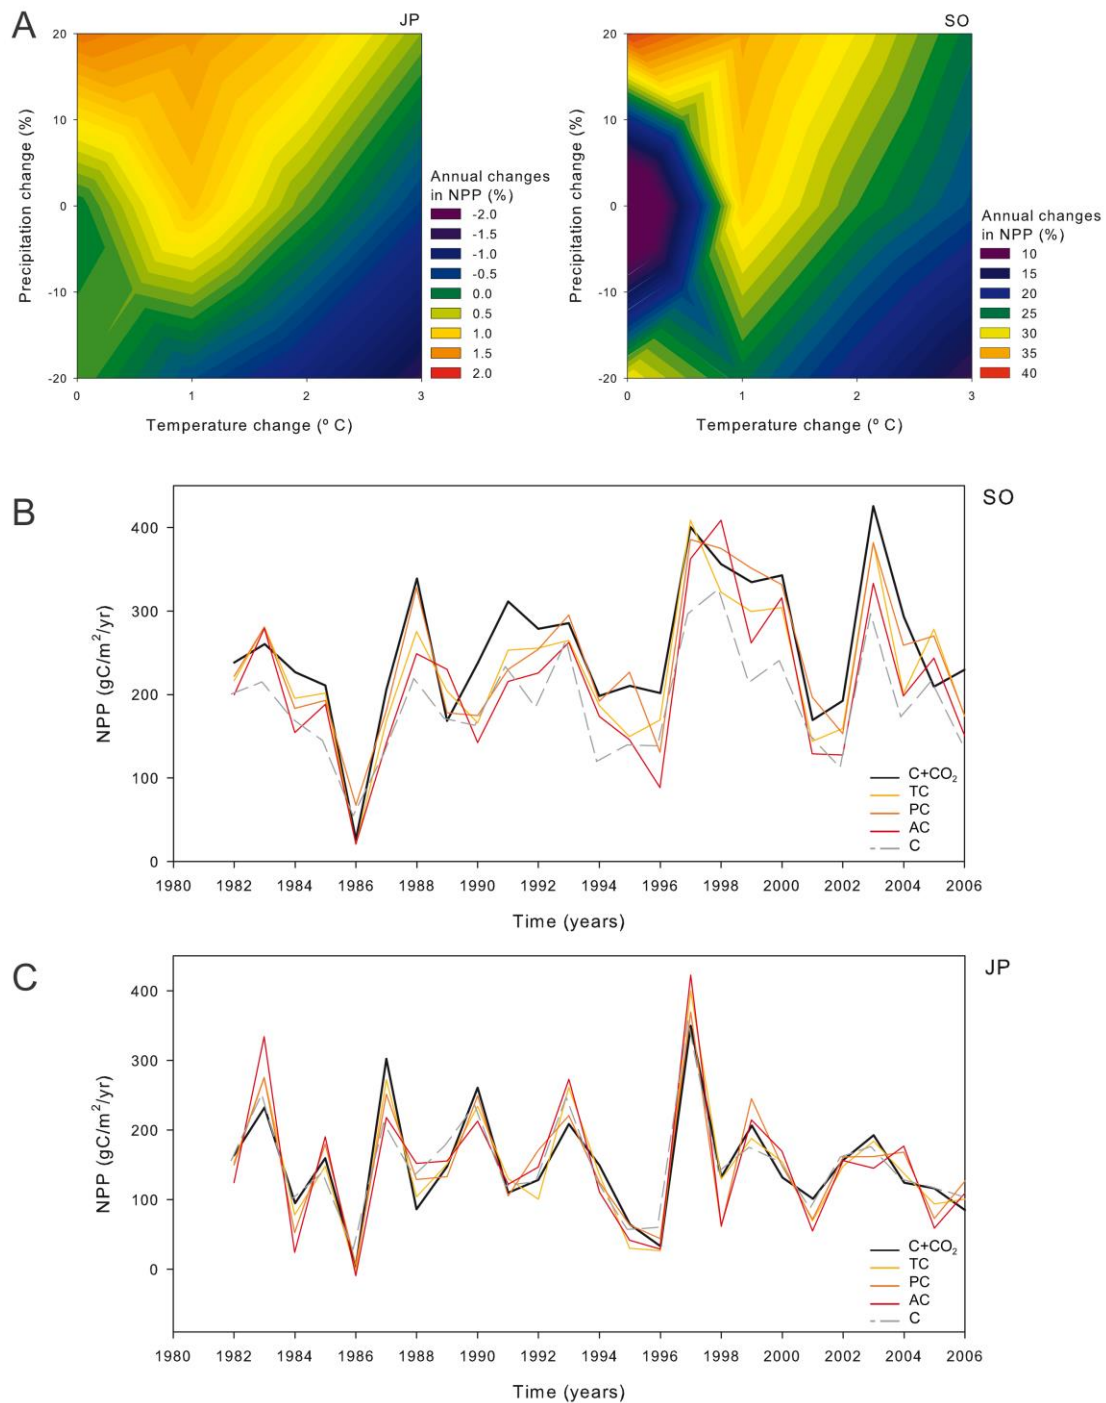 A
JP
SO
20
10
0
-10
-20
Precipitation change (%)
0
1
2
3
Temperature change (º C)
Annual changes
in NPP (%)
-2.0
-1.5
-1.0
-0.5
0.0
0.5
1.0
1.5
2.0
20
10
0
-10
-20
Precipitation change (%)
0
1
2
3
Temperature change (º C)
Annual changes
in NPP (%)
10
15
20
25
30
35
40
B
SO
400
300
200
100
0
NPP (gC/m²/yr)
C+CO₂
TC
PC
AC
C
1980 1982 1984 1986 1988 1990 1992 1994 1996 1998 2000 2002 2004 2006
Time (years)
C
JP
400
300
200
100
0
NPP (gC/m²/yr)
C+CO₂
TC
PC
AC
C
1980 1982 1984 1986 1988 1990 1992 1994 1996 1998 2000 2002 2004 2006
Time (years)